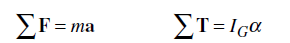 ∑F = ma ∑T = I_Gα